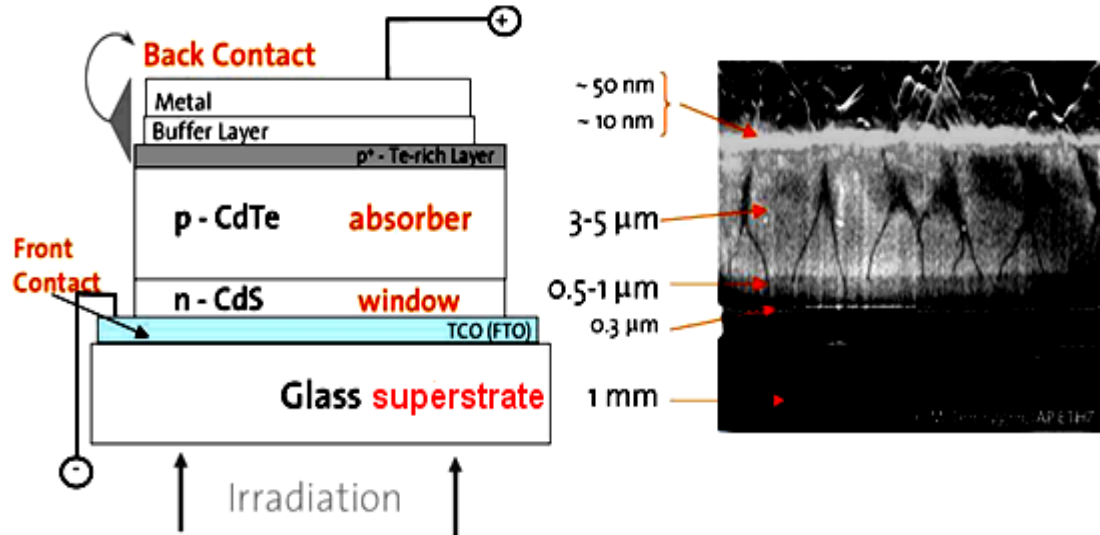 +
Back Contact
Metal
Buffer Layer
p⁺ - Te-rich Layer
p - CdTe absorber
Front
Contact
n - CdS window
TCO (FTO)
Glass superstrate
-
Irradiation
~ 50 nm
~ 10 nm
3-5 µm
0.5-1 µm
0.3 µm
1 mm